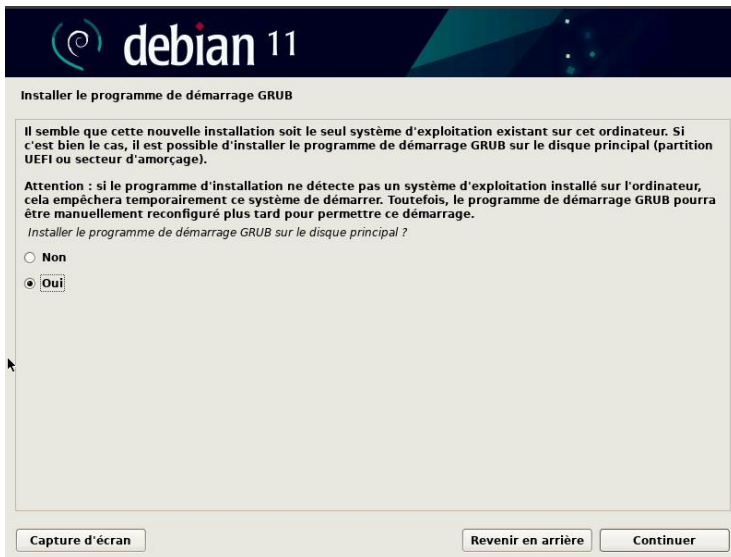 debian 11
Installer le programme de démarrage GRUB
Il semble que cette nouvelle installation soit le seul système d'exploitation existant sur cet ordinateur. Si
c'est bien le cas, il est possible d'installer le programme de démarrage GRUB sur le disque principal (partition
UEFI ou secteur d'amorçage).
Attention : si le programme d'installation ne détecte pas un système d'exploitation installé sur l'ordinateur,
cela empêchera temporairement ce système de démarrer. Toutefois, le programme de démarrage GRUB pourra
être manuellement reconfiguré plus tard pour permettre ce démarrage.
Installer le programme de démarrage GRUB sur le disque principal ?
Non
Oui
Capture d'écran Revenir en arrière Continuer